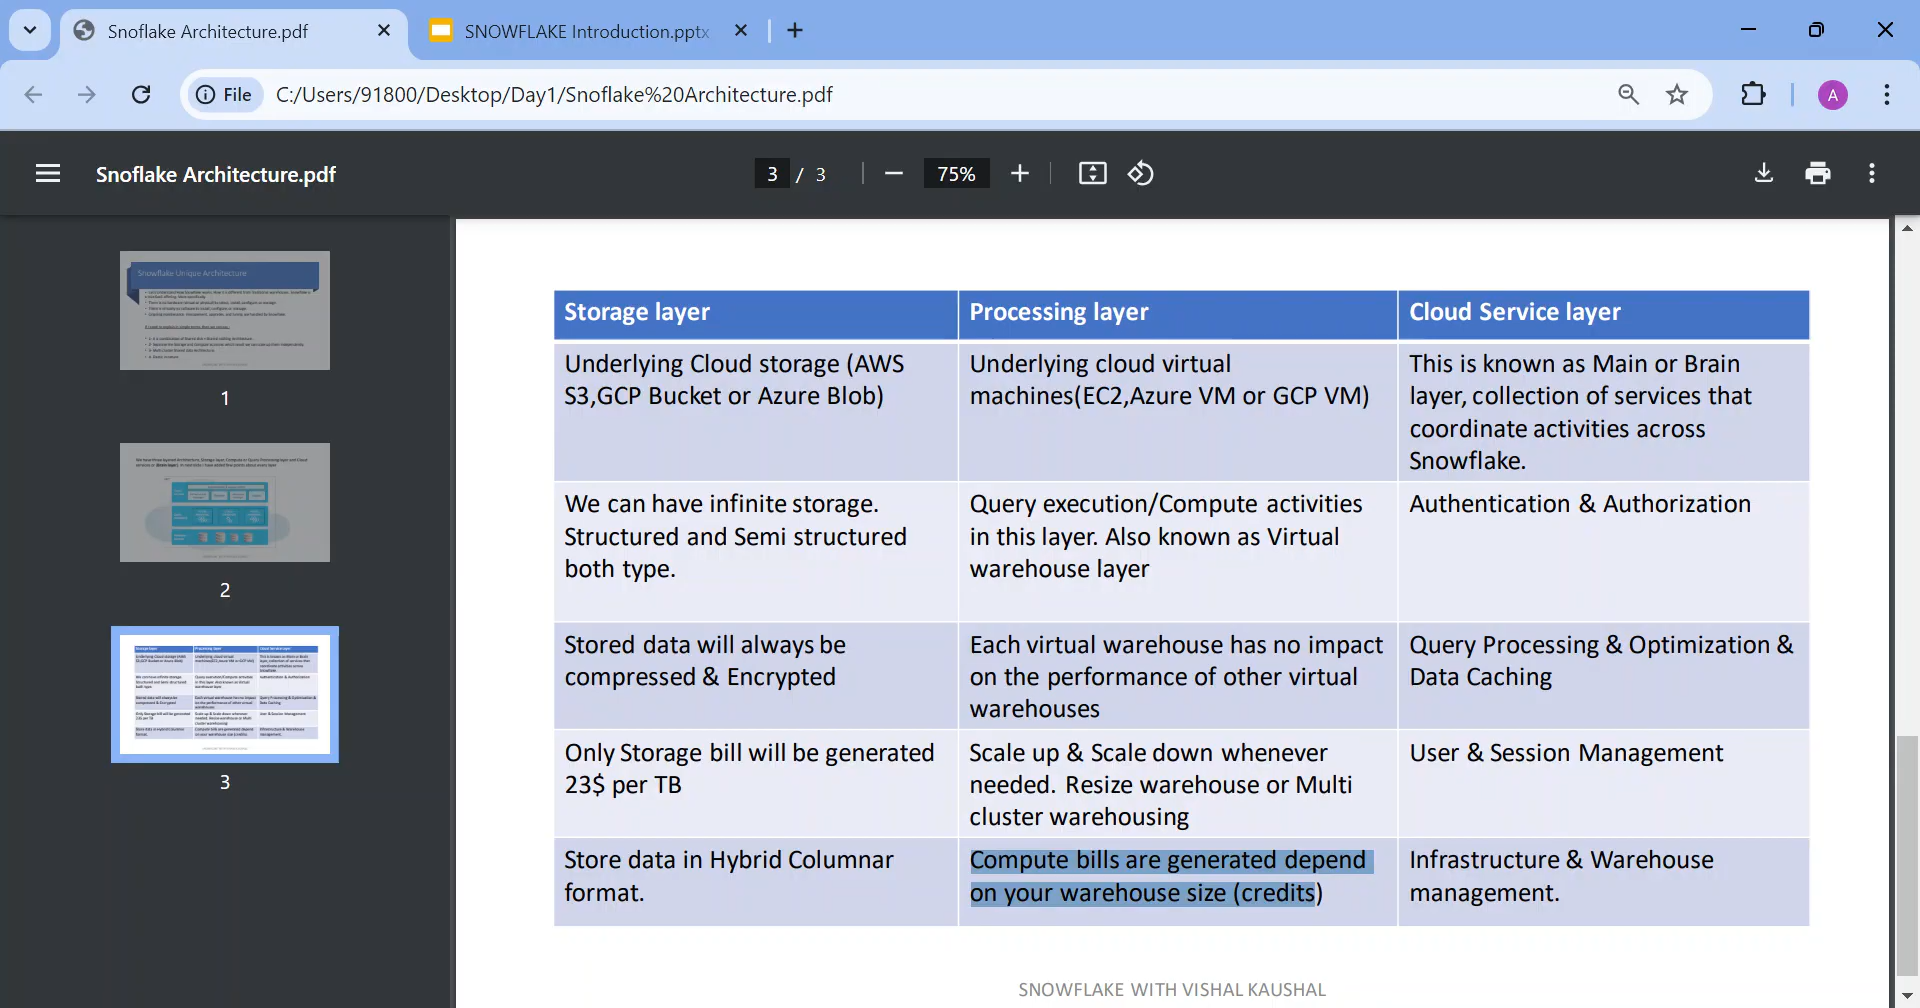 Snoflake Architecture.pdf
SNOWFLAKE Introduction.pptx
File
C:/Users/91800/Desktop/Day1/Snoflake%20Architecture.pdf
A
Snoflake Architecture.pdf
3 / 3
75%
Snowflake Unique Architecture
1
2
3
Storage layer
Processing layer
Cloud Service layer
Underlying Cloud storage (AWS
S3,GCP Bucket or Azure Blob)
Underlying cloud virtual
machines(EC2,Azure VM or GCP VM)
This is known as Main or Brain
layer, collection of services that
coordinate activities across
Snowflake.
We can have infinite storage.
Structured and Semi structured
both type.
Query execution/Compute activities
in this layer. Also known as Virtual
warehouse layer
Authentication & Authorization
Stored data will always be
compressed & Encrypted
Each virtual warehouse has no impact
on the performance of other virtual
warehouses
Query Processing & Optimization &
Data Caching
Only Storage bill will be generated
23$ per TB
Scale up & Scale down whenever
needed. Resize warehouse or Multi
cluster warehousing
User & Session Management
Store data in Hybrid Columnar
format.
Compute bills are generated depend
on your warehouse size (credits)
Infrastructure & Warehouse
management.
SNOWFLAKE WITH VISHAL KAUSHAL